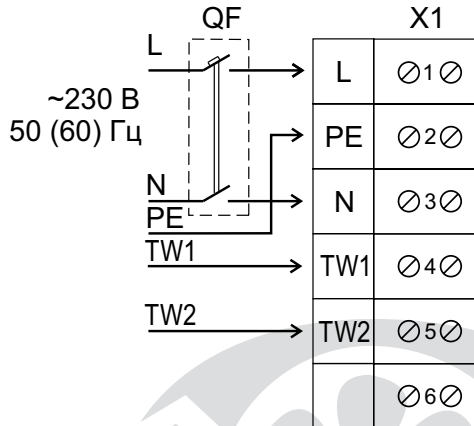 QF X1
L L 1
~230 В
50 (60) Гц
PE 2
N N 3
PE
TW1 TW1 4
TW2 TW2 5
6